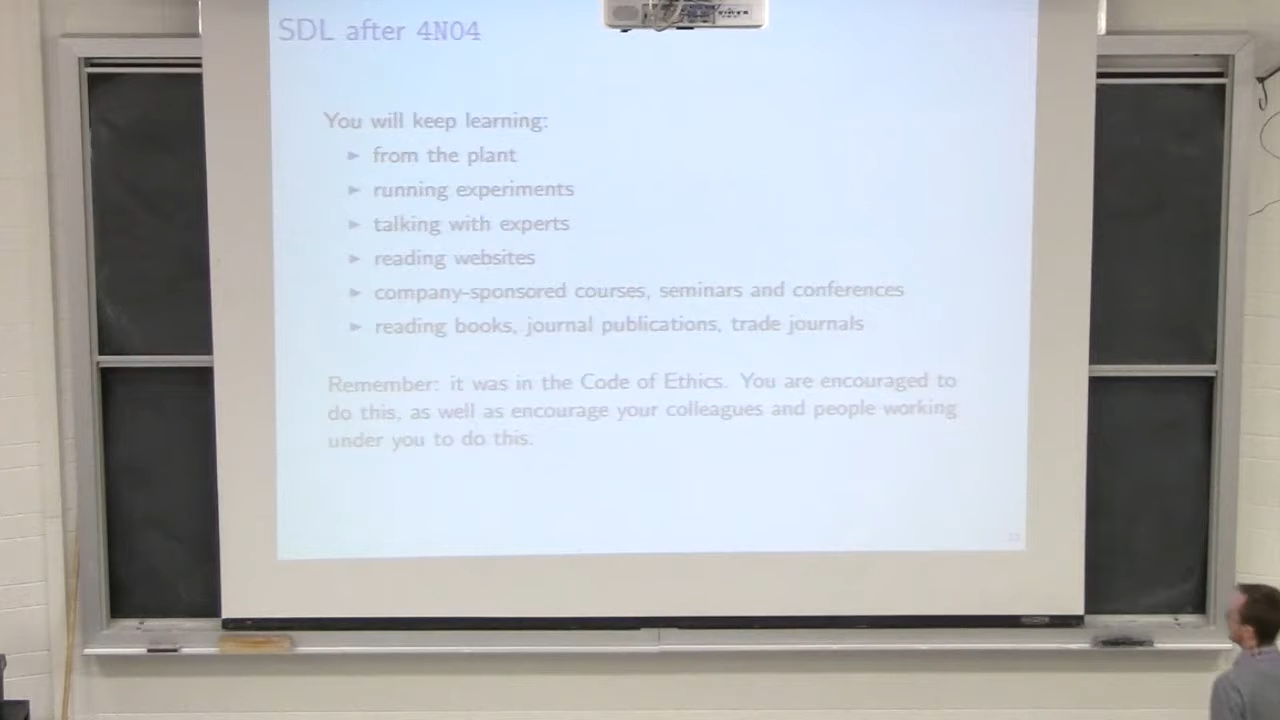 SDL after 4N04
You will keep learning:
► from the plant
► running experiments
► talking with experts
► reading websites
► company-sponsored courses, seminars and conferences
► reading books, journal publications, trade journals
Remember: it was in the Code of Ethics. You are encouraged to
do this, as well as encourage your colleagues and people working
under you to do this.